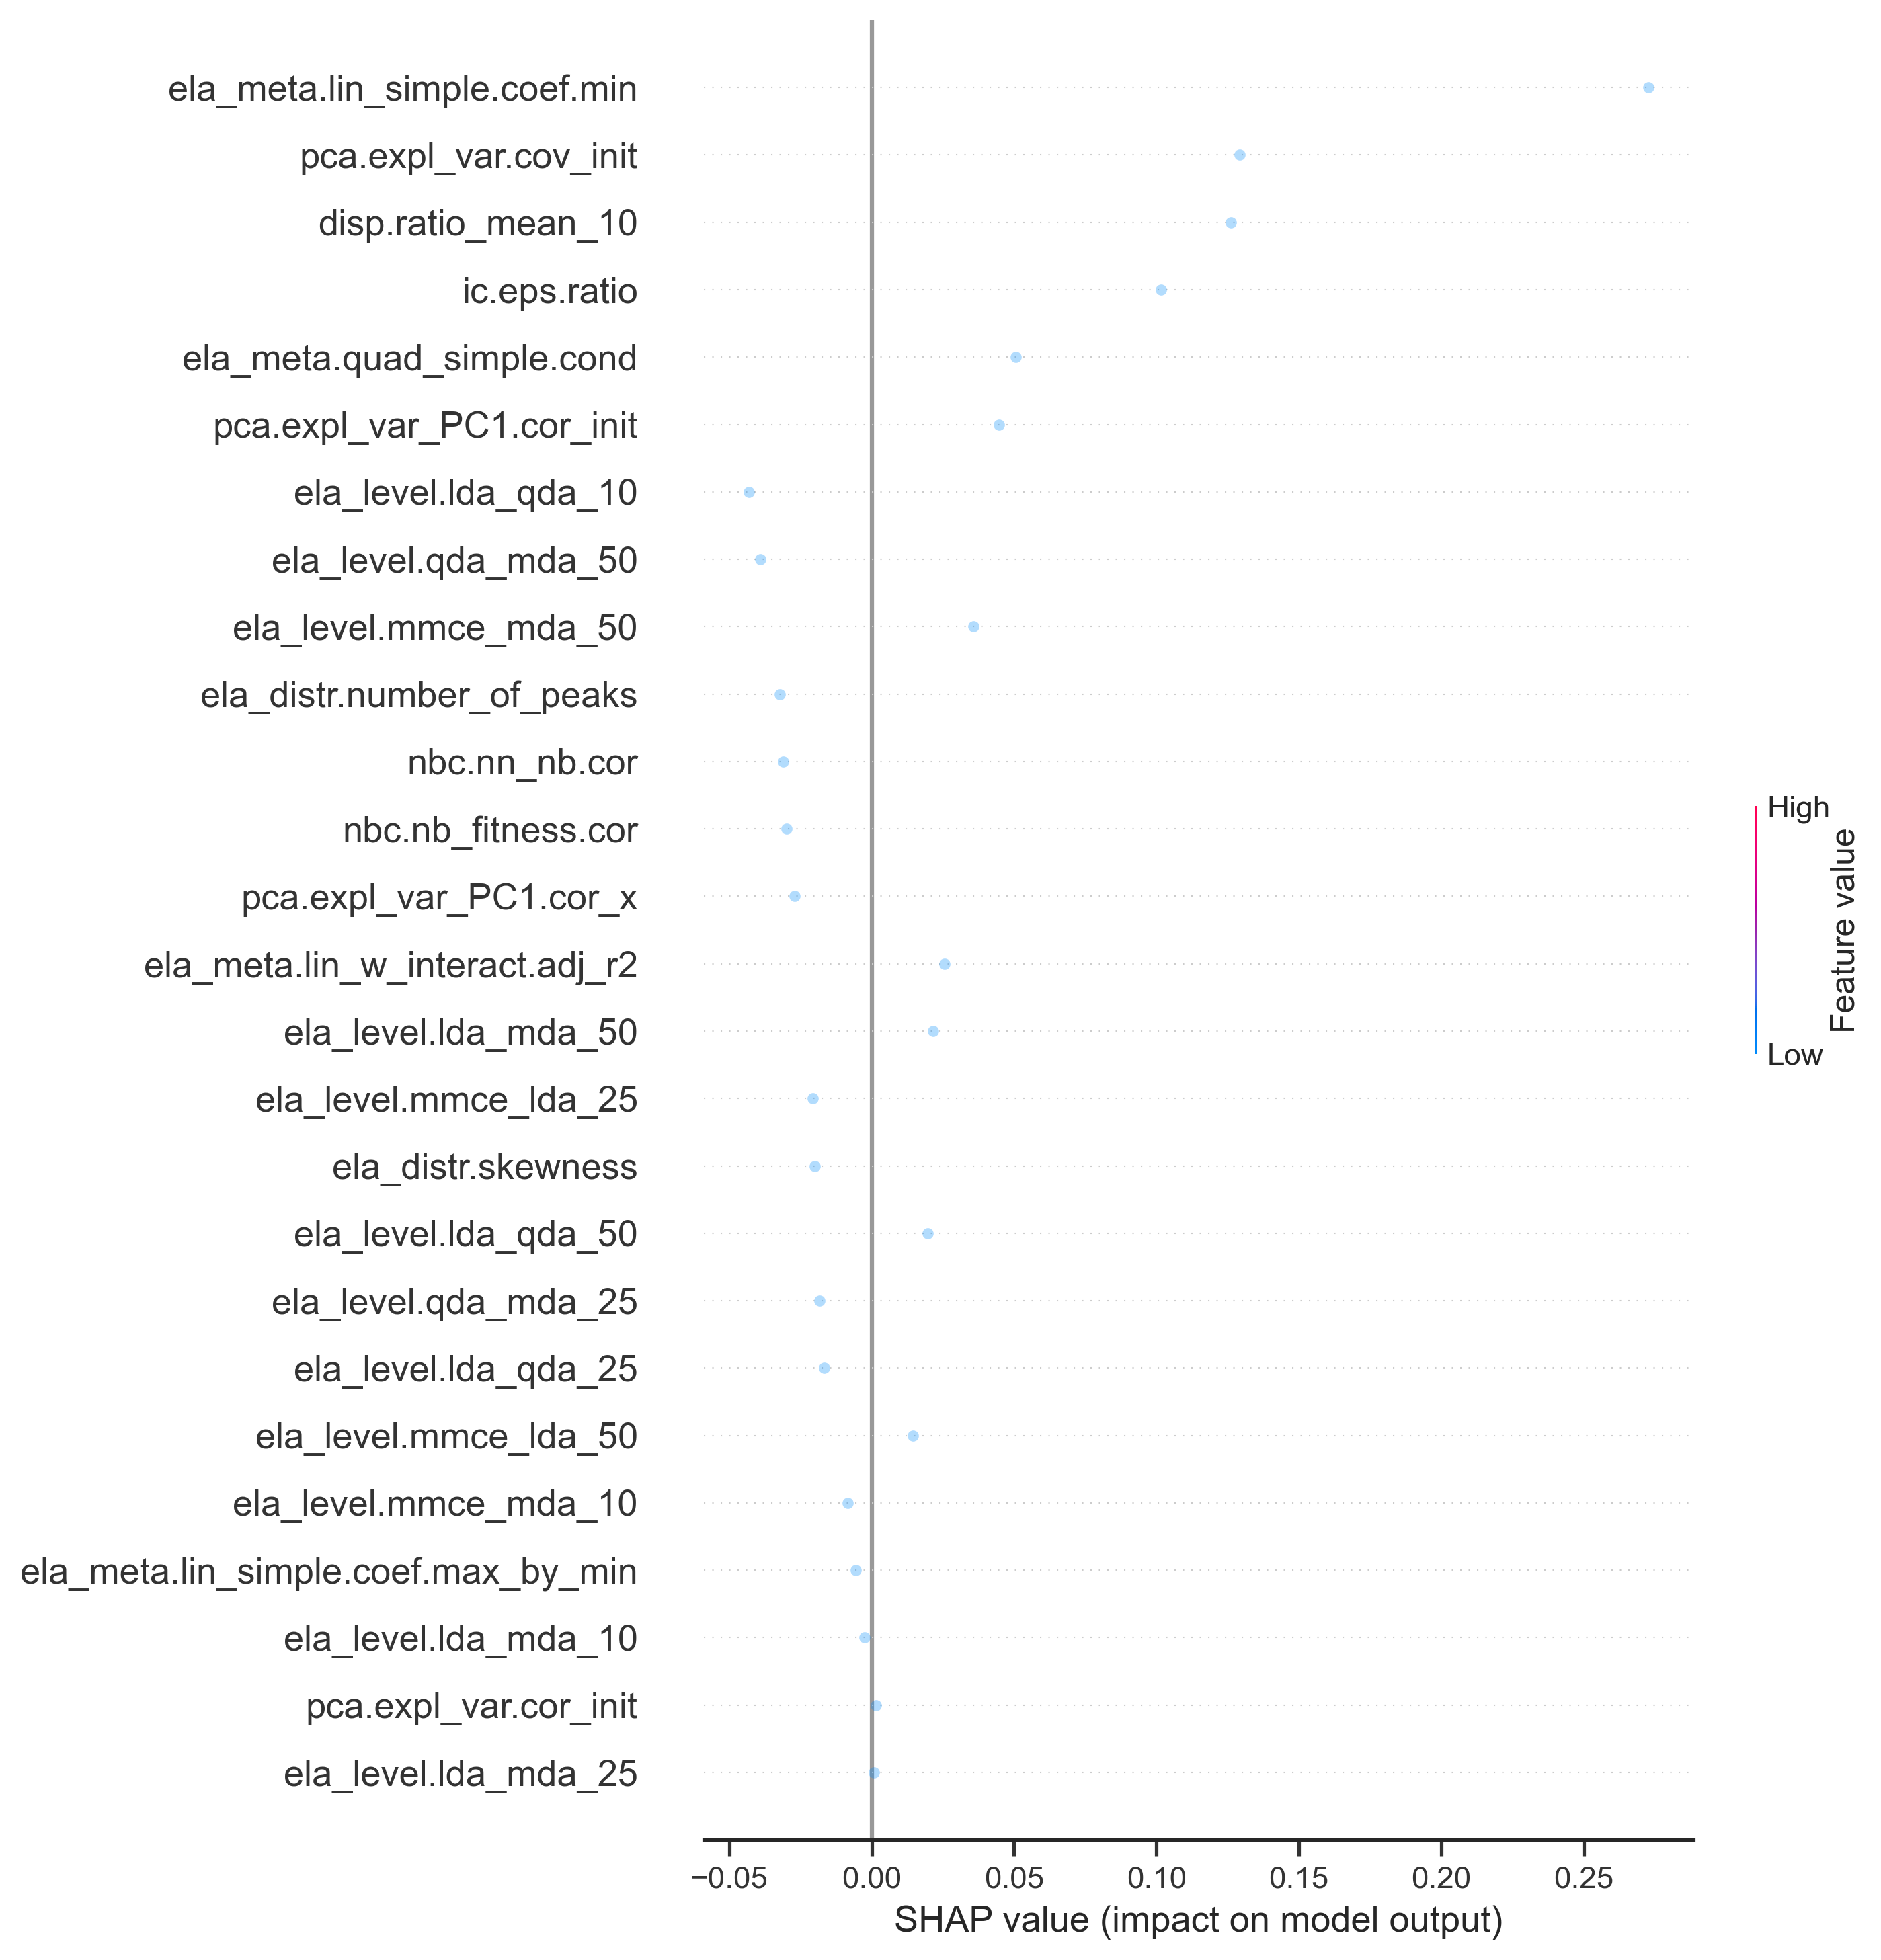 ela_meta.lin_simple.coef.min
pca.expl_var.cov_init
disp.ratio_mean_10
ic.eps.ratio
ela_meta.quad_simple.cond
pca.expl_var_PC1.cor_init
ela_level.lda_qda_10
ela_level.qda_mda_50
ela_level.mmce_mda_50
ela_distr.number_of_peaks
nbc.nn_nb.cor
nbc.nb_fitness.cor
pca.expl_var_PC1.cor_x
ela_meta.lin_w_interact.adj_r2
ela_level.lda_mda_50
ela_level.mmce_lda_25
ela_distr.skewness
ela_level.lda_qda_50
ela_level.qda_mda_25
ela_level.lda_qda_25
ela_level.mmce_lda_50
ela_level.mmce_mda_10
ela_meta.lin_simple.coef.max_by_min
ela_level.lda_mda_10
pca.expl_var.cor_init
ela_level.lda_mda_25
−0.05 0.00 0.05 0.10 0.15 0.20 0.25
SHAP value (impact on model output)
High
Feature value
Low